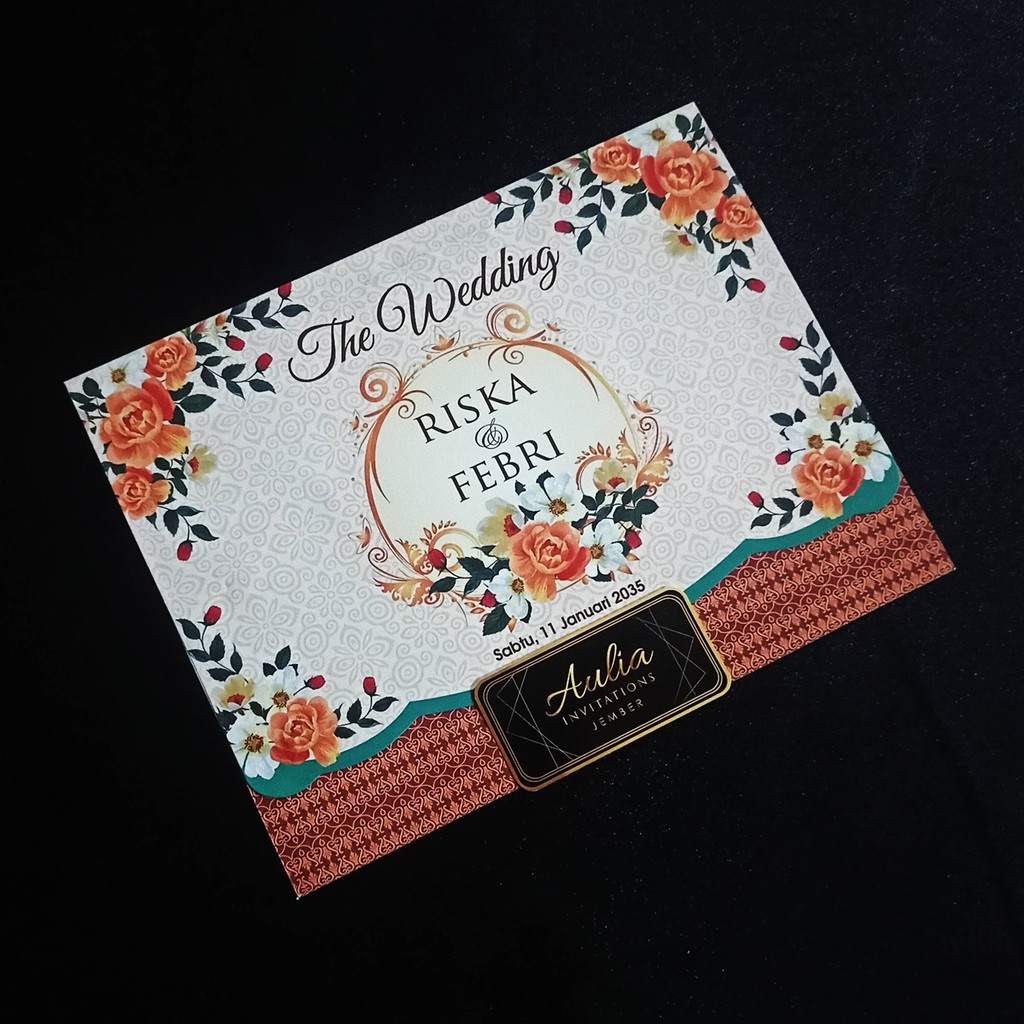 The Wedding
RISKA
&
FEBRI
Sabtu, 11 Januari 2035
Aulia
INVITATIONS
JEMBER